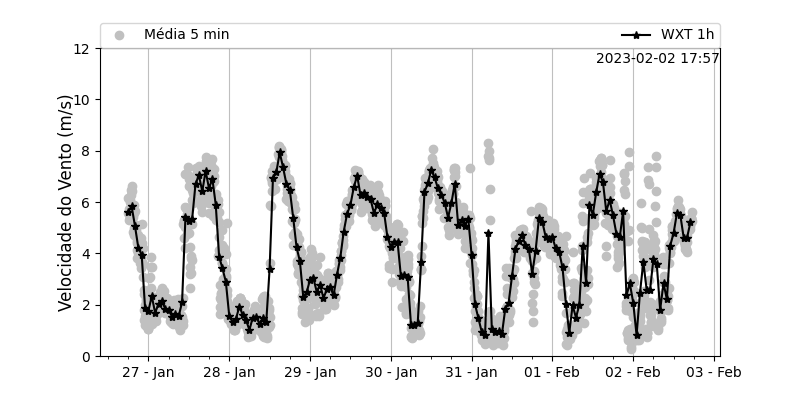 Média 5 min
WXT 1h
2023-02-02 17:57
Velocidade do Vento (m/s)
12
10
8
6
4
2
0
27 - Jan
28 - Jan
29 - Jan
30 - Jan
31 - Jan
01 - Feb
02 - Feb
03 - Feb